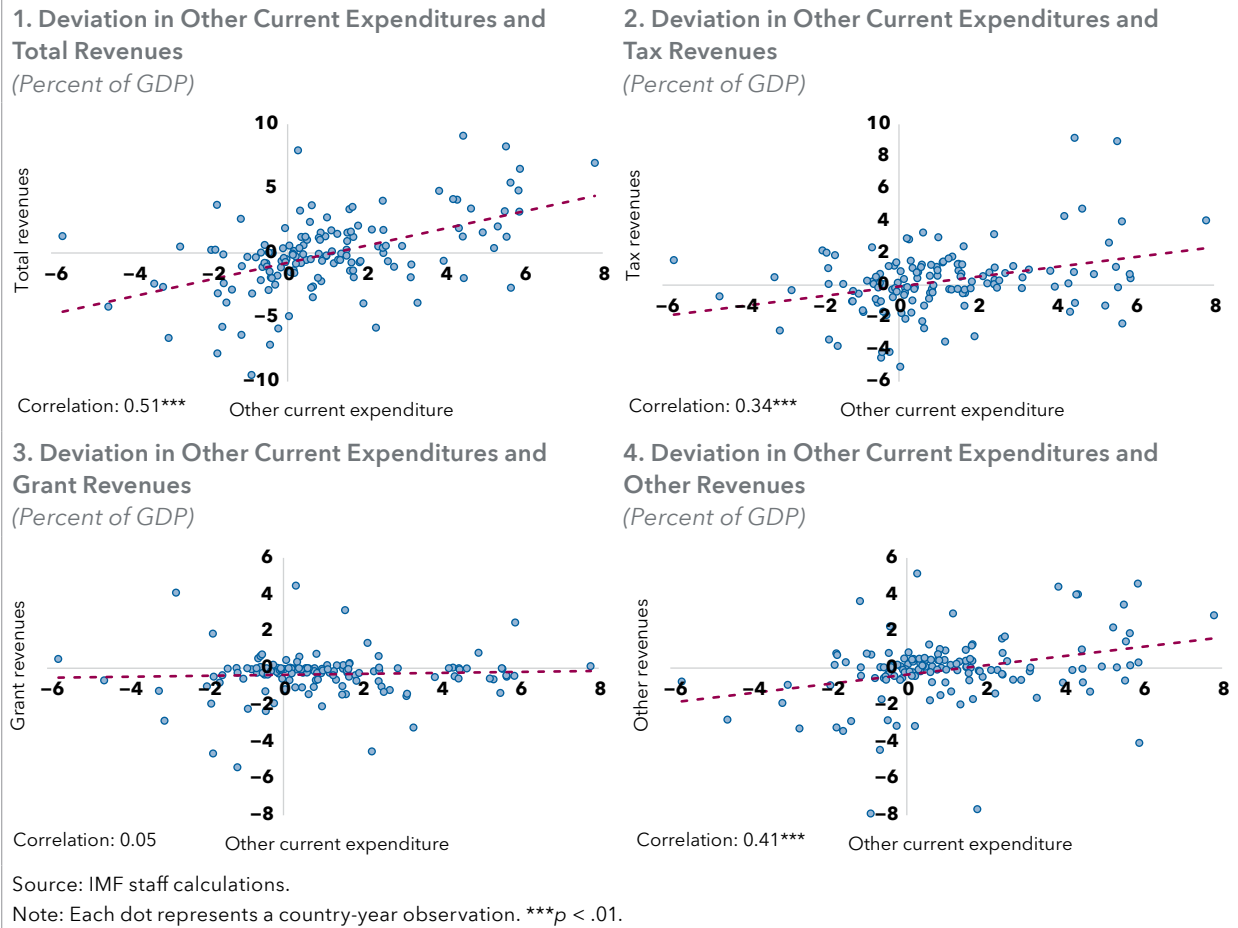 1. Deviation in Other Current Expenditures and
Total Revenues
(Percent of GDP)
10
5
0
−5
−10
−6
−4
−2
0
2
4
6
8
Total revenues
Correlation: 0.51***
Other current expenditure
2. Deviation in Other Current Expenditures and
Tax Revenues
(Percent of GDP)
10
8
6
4
2
0
−2
−4
−6
−6
−4
−2
0
2
4
6
8
Tax revenues
Correlation: 0.34***
Other current expenditure
3. Deviation in Other Current Expenditures and
Grant Revenues
(Percent of GDP)
6
4
2
0
−2
−4
−6
−8
−6
−4
−2
0
2
4
6
8
Grant revenues
Correlation: 0.05
Other current expenditure
4. Deviation in Other Current Expenditures and
Other Revenues
(Percent of GDP)
6
4
2
0
−2
−4
−6
−8
−6
−4
−2
0
2
4
6
8
Other revenues
Correlation: 0.41***
Other current expenditure
Source: IMF staff calculations.
Note: Each dot represents a country-year observation. ***p < .01.